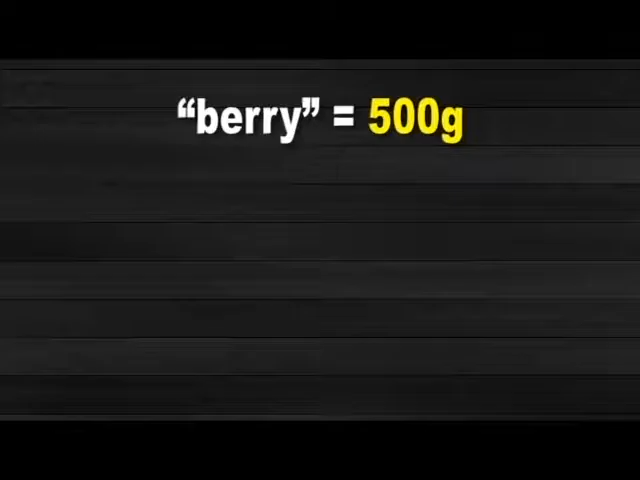 “berry” = 500g